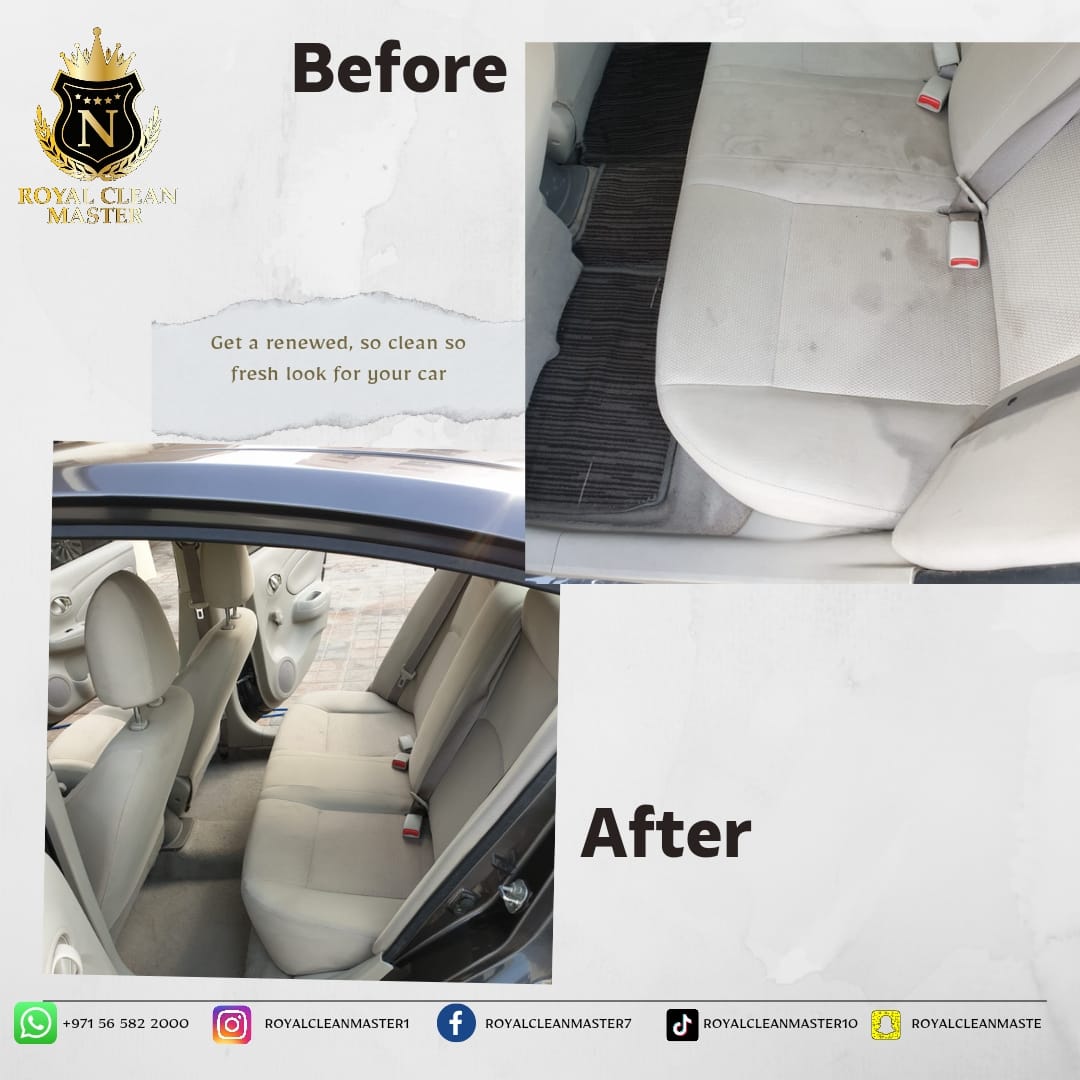 Before
N
ROYAL CLEAN
MASTER
Get a renewed, so clean so
fresh look for your car
After
+971 56 582 2000
ROYALCLEANMASTER1
ROYALCLEANMASTER7
ROYALCLEANMASTER10
ROYALCLEANMASTE